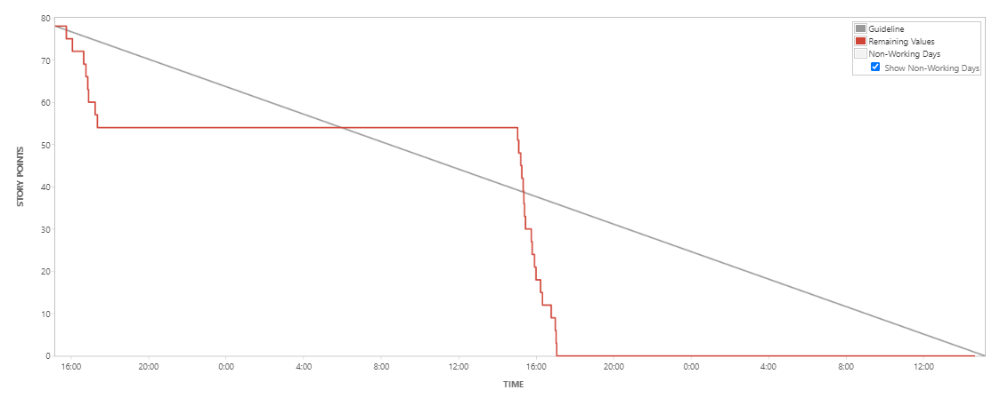 80
70
60
50
40
30
20
10
0
STORY POINTS
Guideline
Remaining Values
Non-Working Days
Show Non-Working Days
16:00 20:00 0:00 4:00 8:00 12:00 16:00 20:00 0:00 4:00 8:00 12:00
TIME